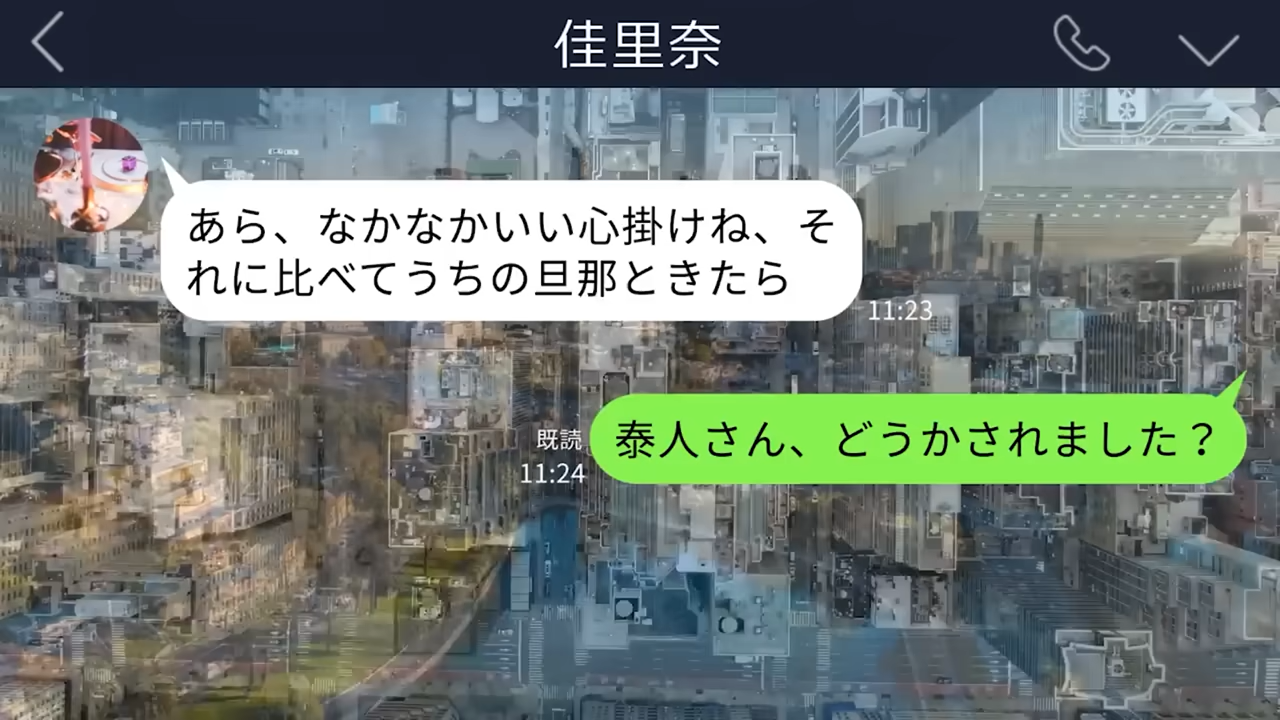 佳里奈
あら、なかなかいい心掛けね、そ
れに比べてうちの旦那ときたら
11:23
泰人さん、どうかされました？
既読
11:24